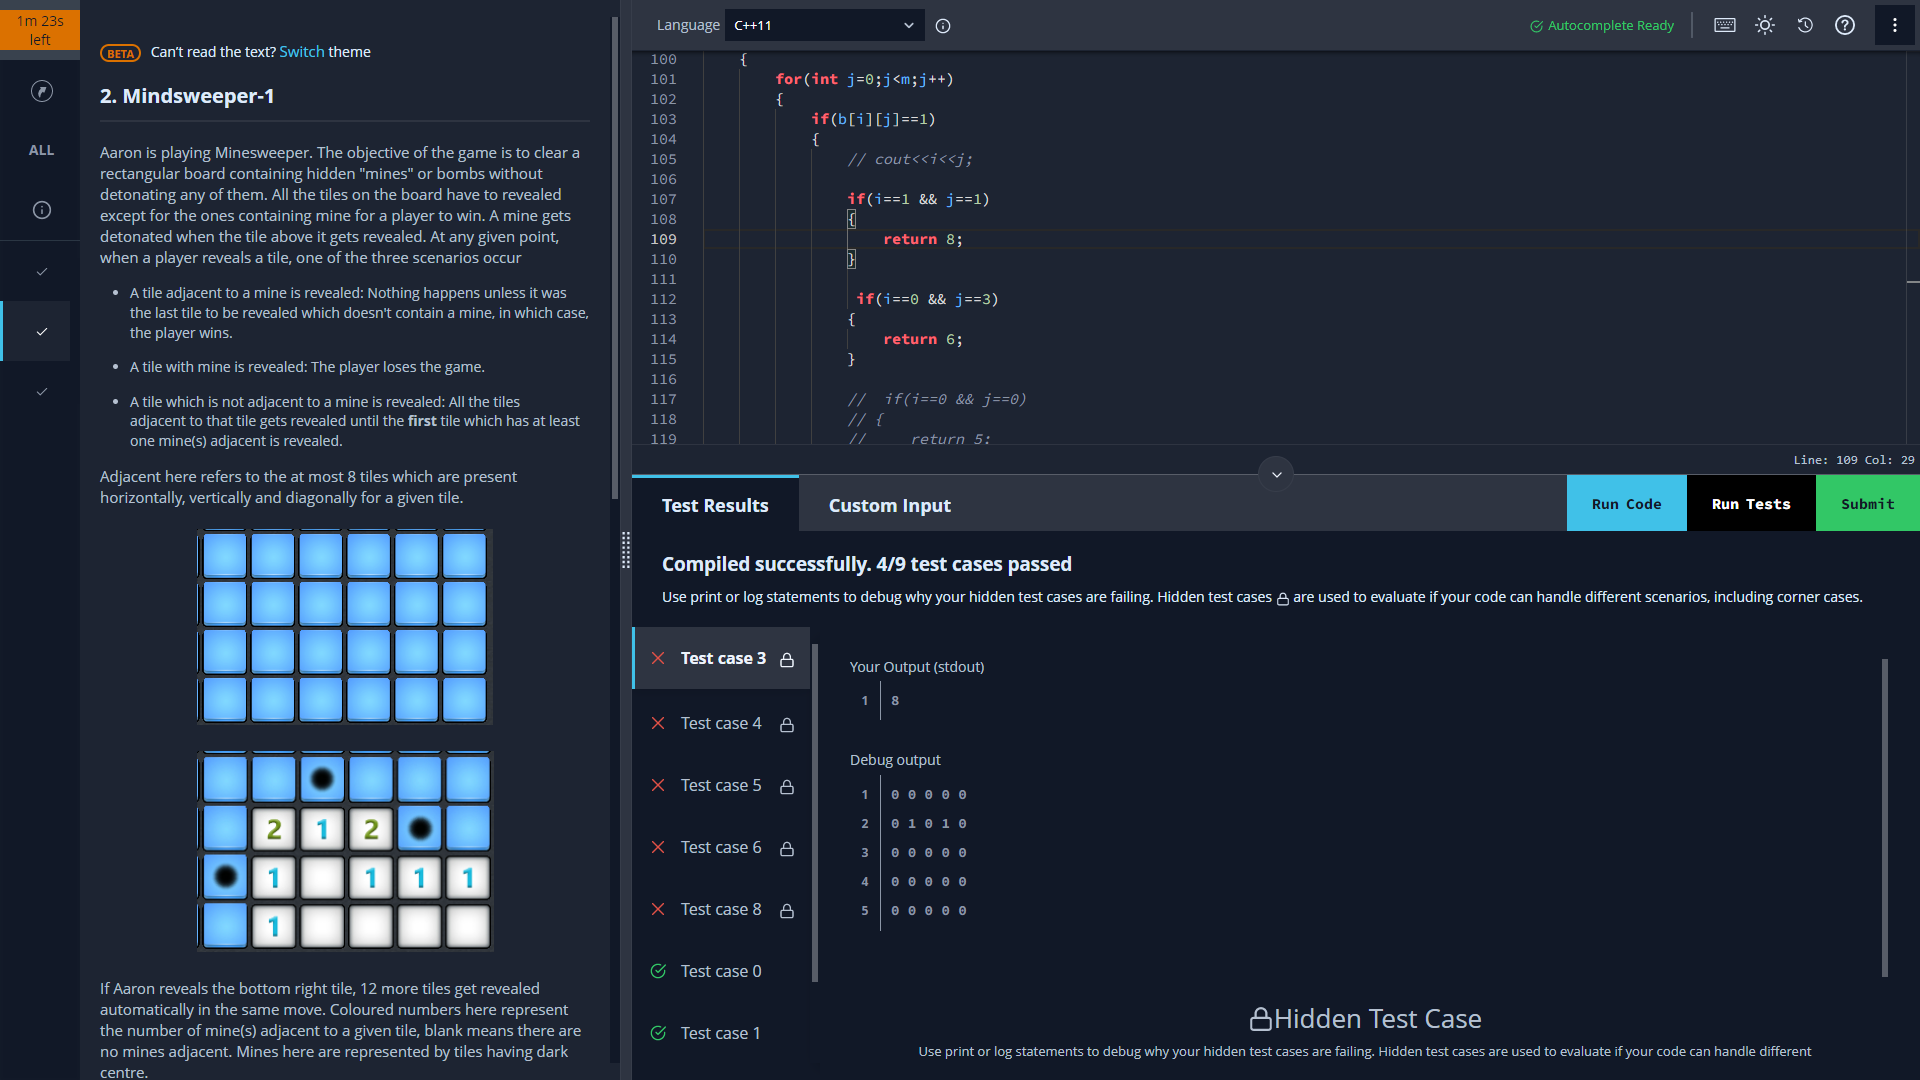 1m 23s
left
ALL
BETA Can't read the text? Switch theme
2. Mindsweeper-1
Aaron is playing Minesweeper. The objective of the game is to clear a
rectangular board containing hidden "mines" or bombs without
detonating any of them. All the tiles on the board have to revealed
except for the ones containing mine for a player to win. A mine gets
detonated when the tile above it gets revealed. At any given point,
when a player reveals a tile, one of the three scenarios occur
• A tile adjacent to a mine is revealed: Nothing happens unless it was
the last tile to be revealed which doesn't contain a mine, in which case,
the player wins.
• A tile with mine is revealed: The player loses the game.
• A tile which is not adjacent to a mine is revealed: All the tiles
adjacent to that tile gets revealed until the first tile which has at least
one mine(s) adjacent is revealed.
Adjacent here refers to the at most 8 tiles which are present
horizontally, vertically and diagonally for a given tile.
2 1 2
1 1 1 1
1
If Aaron reveals the bottom right tile, 12 more tiles get revealed
automatically in the same move. Coloured numbers here represent
the number of mine(s) adjacent to a given tile, blank means there are
no mines adjacent. Mines here are represented by tiles having dark
centre.
Language C++11
Autocomplete Ready
100 {
101 for(int j=0;j<m;j++)
102 {
103 if(b[i][j]==1)
104 {
105 // cout<<i<<j;
106
107 if(i==1 && j==1)
108 {
109 return 8;
110 }
111
112 if(i==0 && j==3)
113 {
114 return 6;
115 }
116
117 // if(i==0 && j==0)
118 // {
119 // return 5;
Line: 109 Col: 29
Test Results
Custom Input
Run Code
Run Tests
Submit
Compiled successfully. 4/9 test cases passed
Use print or log statements to debug why your hidden test cases are failing. Hidden test cases are used to evaluate if your code can handle different scenarios, including corner cases.
Test case 3
Test case 4
Test case 5
Test case 6
Test case 8
Test case 0
Test case 1
Your Output (stdout)
1 8
Debug output
1 0 0 0 0 0
2 0 1 0 1 0
3 0 0 0 0 0
4 0 0 0 0 0
5 0 0 0 0 0
Hidden Test Case
Use print or log statements to debug why your hidden test cases are failing. Hidden test cases are used to evaluate if your code can handle different